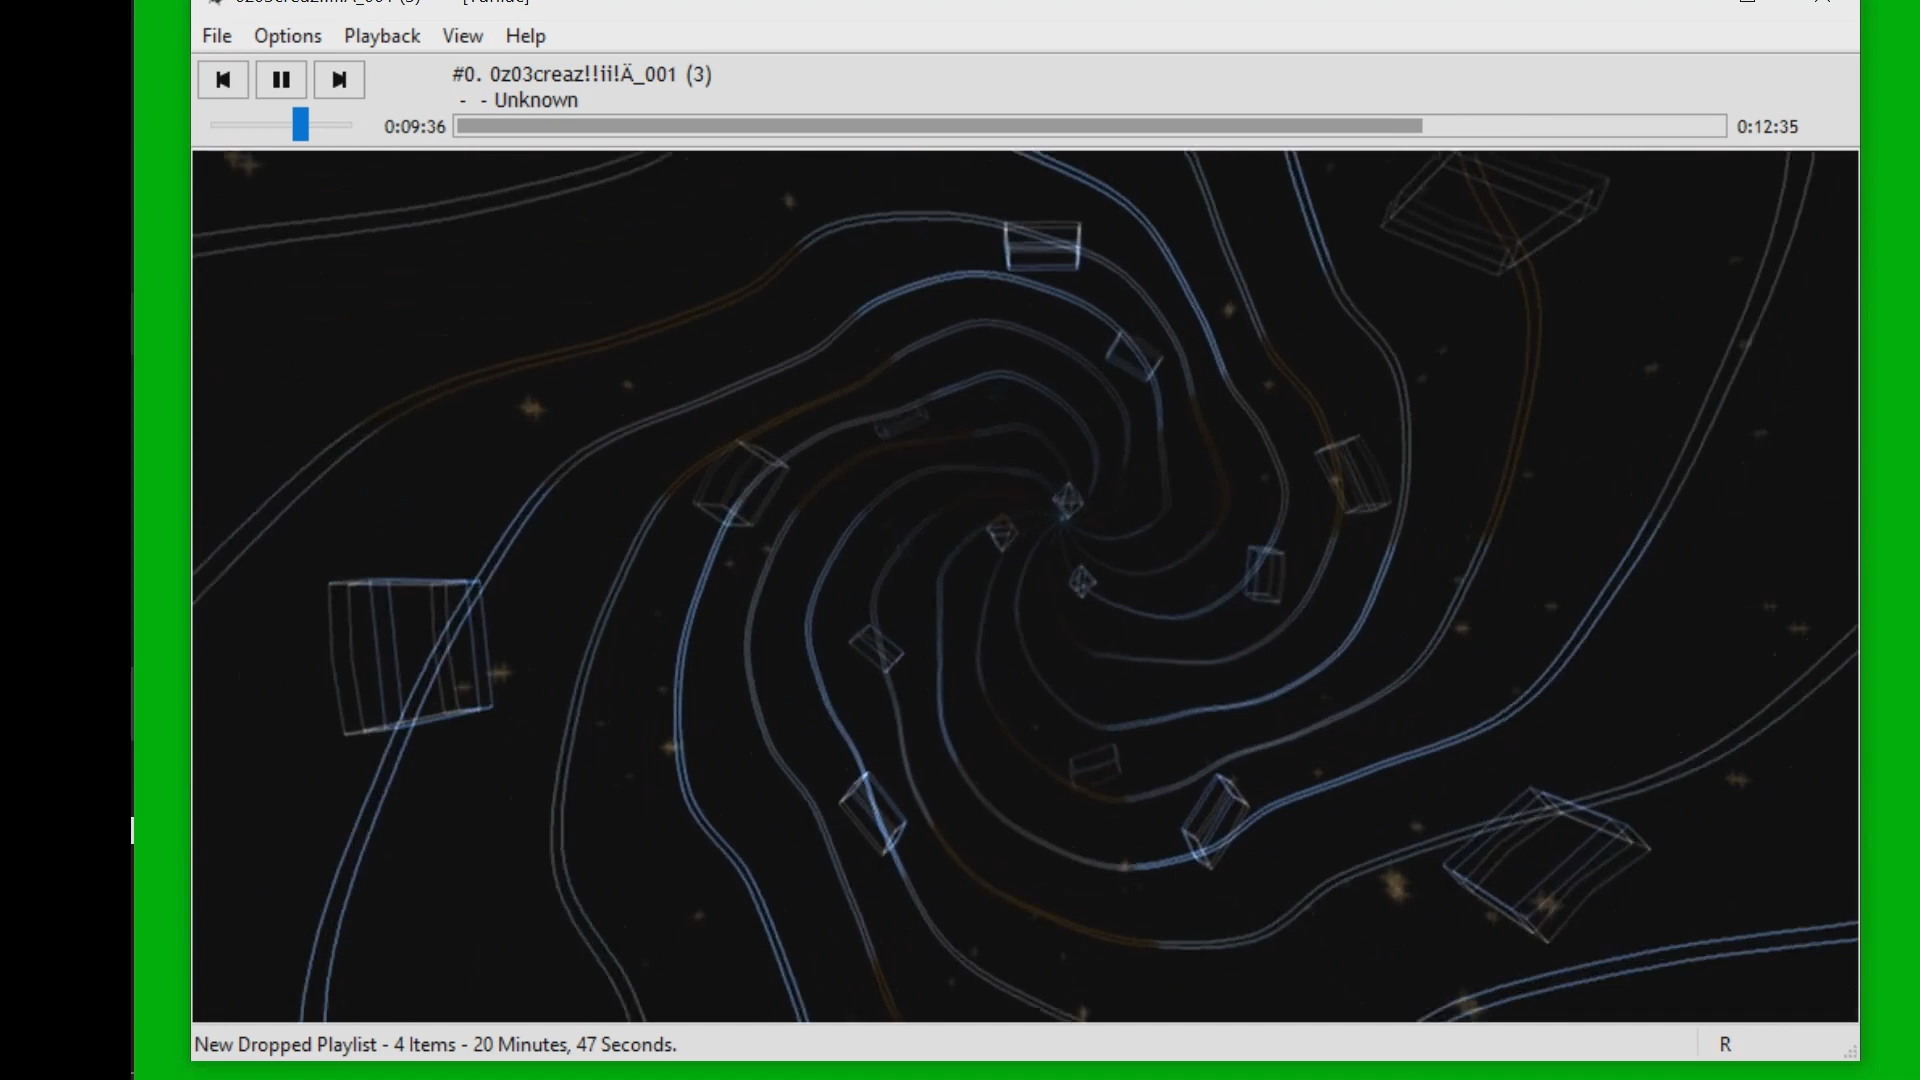 File Options Playback View Help
#0. 0z03creaz!!ii!Ä_001 (3)
- - Unknown
0:09:36
0:12:35
New Dropped Playlist - 4 Items - 20 Minutes, 47 Seconds.
R